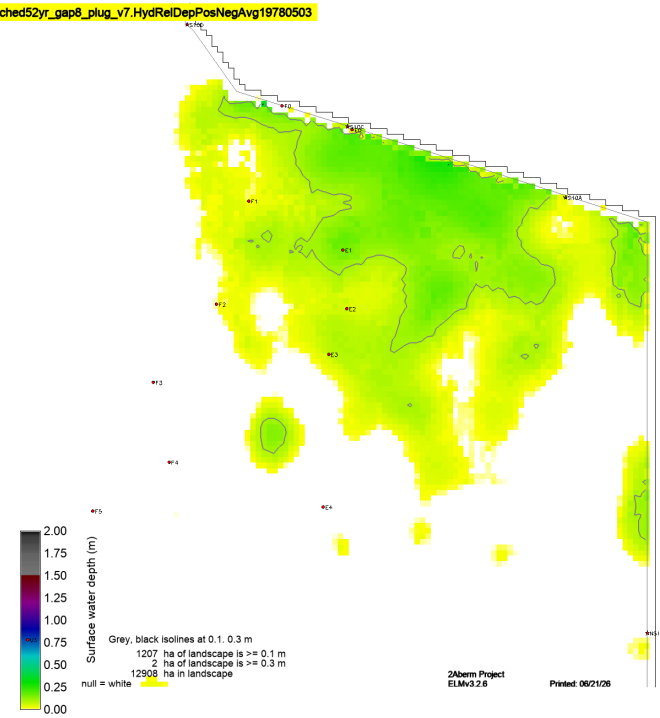 ched52yr_gap8_plug_v7.HydRelDepPosNegAvg19780503
S10D
F0
S10C
E0
S10A
F1
E1
F2
E2
E3
F3
F4
E4
F5
2.00
1.75
1.50
1.25
1.00
0.75
0.50
0.25
0.00
Surface water depth (m)
Grey, black isolines at 0.1. 0.3 m
1207 ha of landscape is >= 0.1 m
2 ha of landscape is >= 0.3 m
12908 ha in landscape
null = white
2Aberm Project
ELMv3.2.6
Printed: 06/21/26